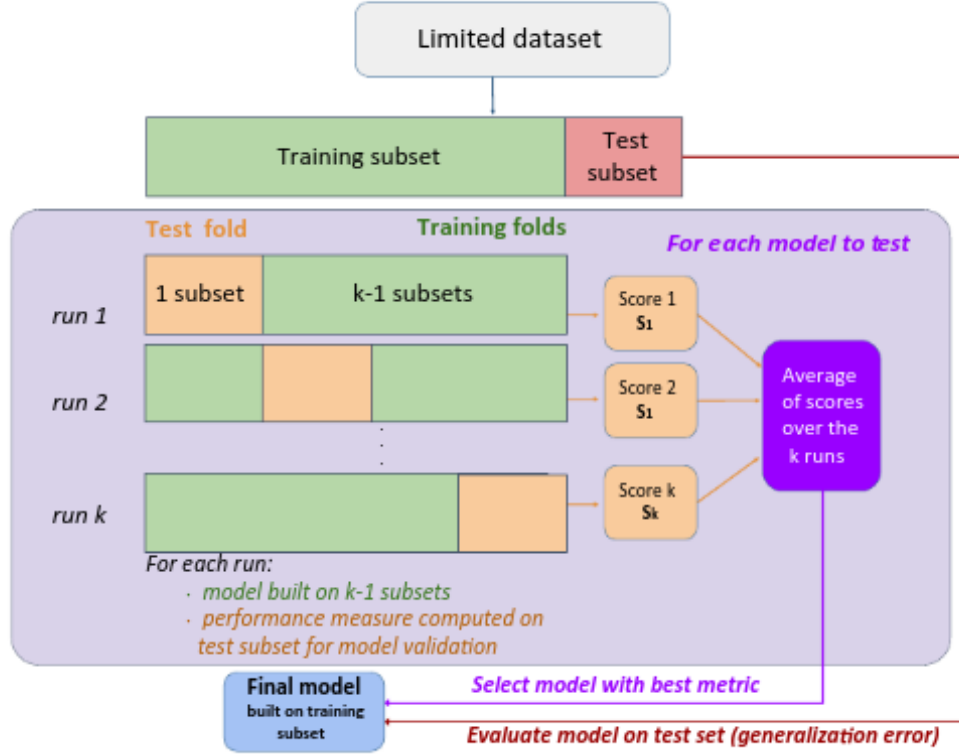 Limited dataset
Training subset
Test
subset
Test fold
Training folds
For each model to test
1 subset
k-1 subsets
run 1
Score 1
S1
run 2
Score 2
S1
Average
of scores
over the
k runs
.
.
.
run k
Score k
Sk
For each run:
· model built on k-1 subsets
· performance measure computed on
test subset for model validation
Final model
built on training
subset
Select model with best metric
Evaluate model on test set (generalization error)